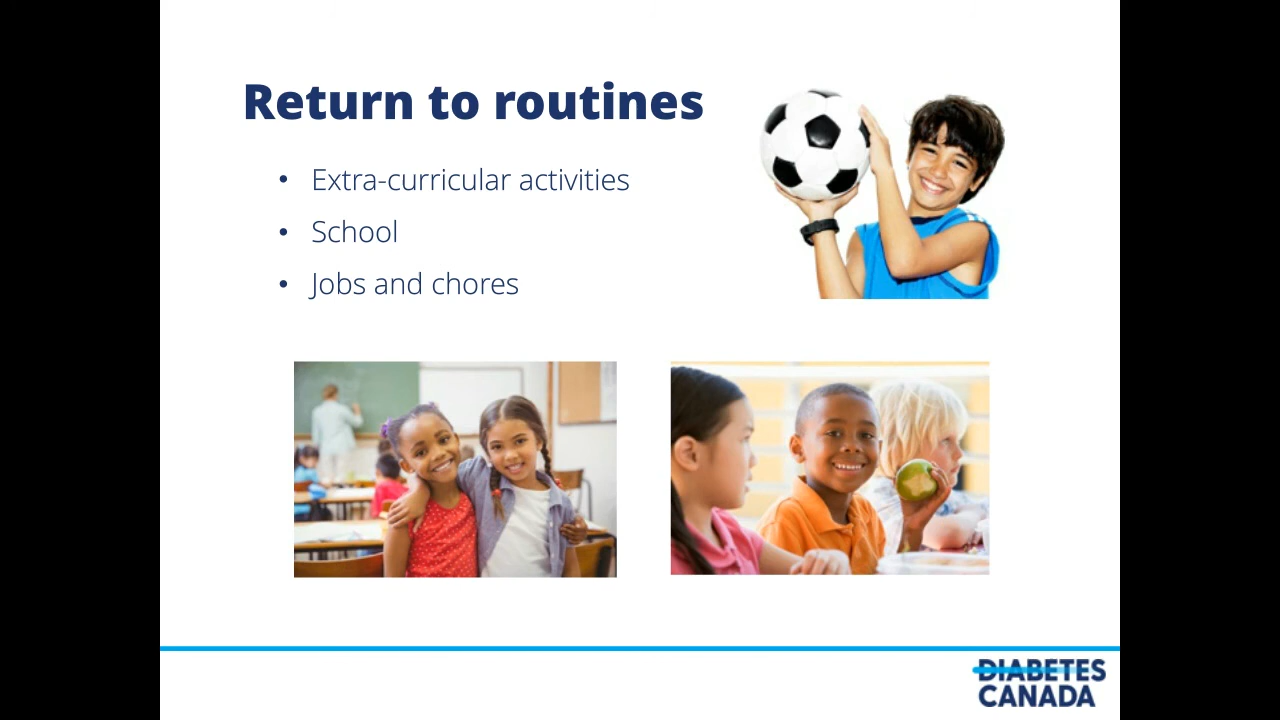 Return to routines
• Extra-curricular activities
• School
• Jobs and chores
DIABETES
CANADA